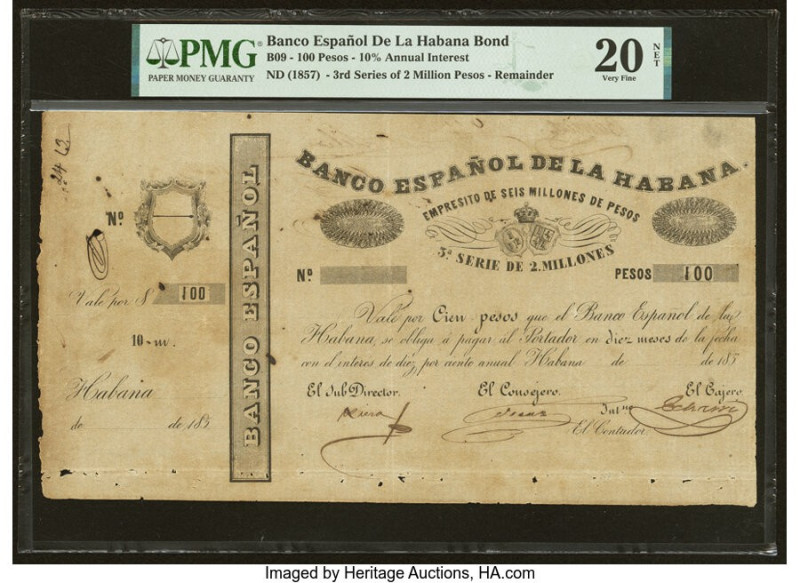 PMG
PAPER MONEY GUARANTY
Banco Español De La Habana Bond
B09 - 100 Pesos - 10% Annual Interest
ND (1857) - 3rd Series of 2 Million Pesos - Remainder
20 NET
Very Fine
Nº
Vale por $ 100
10=m.
Habana
de de 185
BANCO ESPAÑOL
BANCO ESPAÑOL DE LA HABANA.
EMPRESITO DE SEIS MILLONES DE PESOS
3ª SERIE DE 2. MILLONES
Nº
PESOS 100
Vale por Cien pesos que el Banco Español de la
Habana, se obliga á pagar al Portador en diez meses de la fecha
con el interes de diez por ciento anual Habana de de 185
El Sub Director. El Consejero. El Cajero
El Contador
Imaged by Heritage Auctions, HA.com